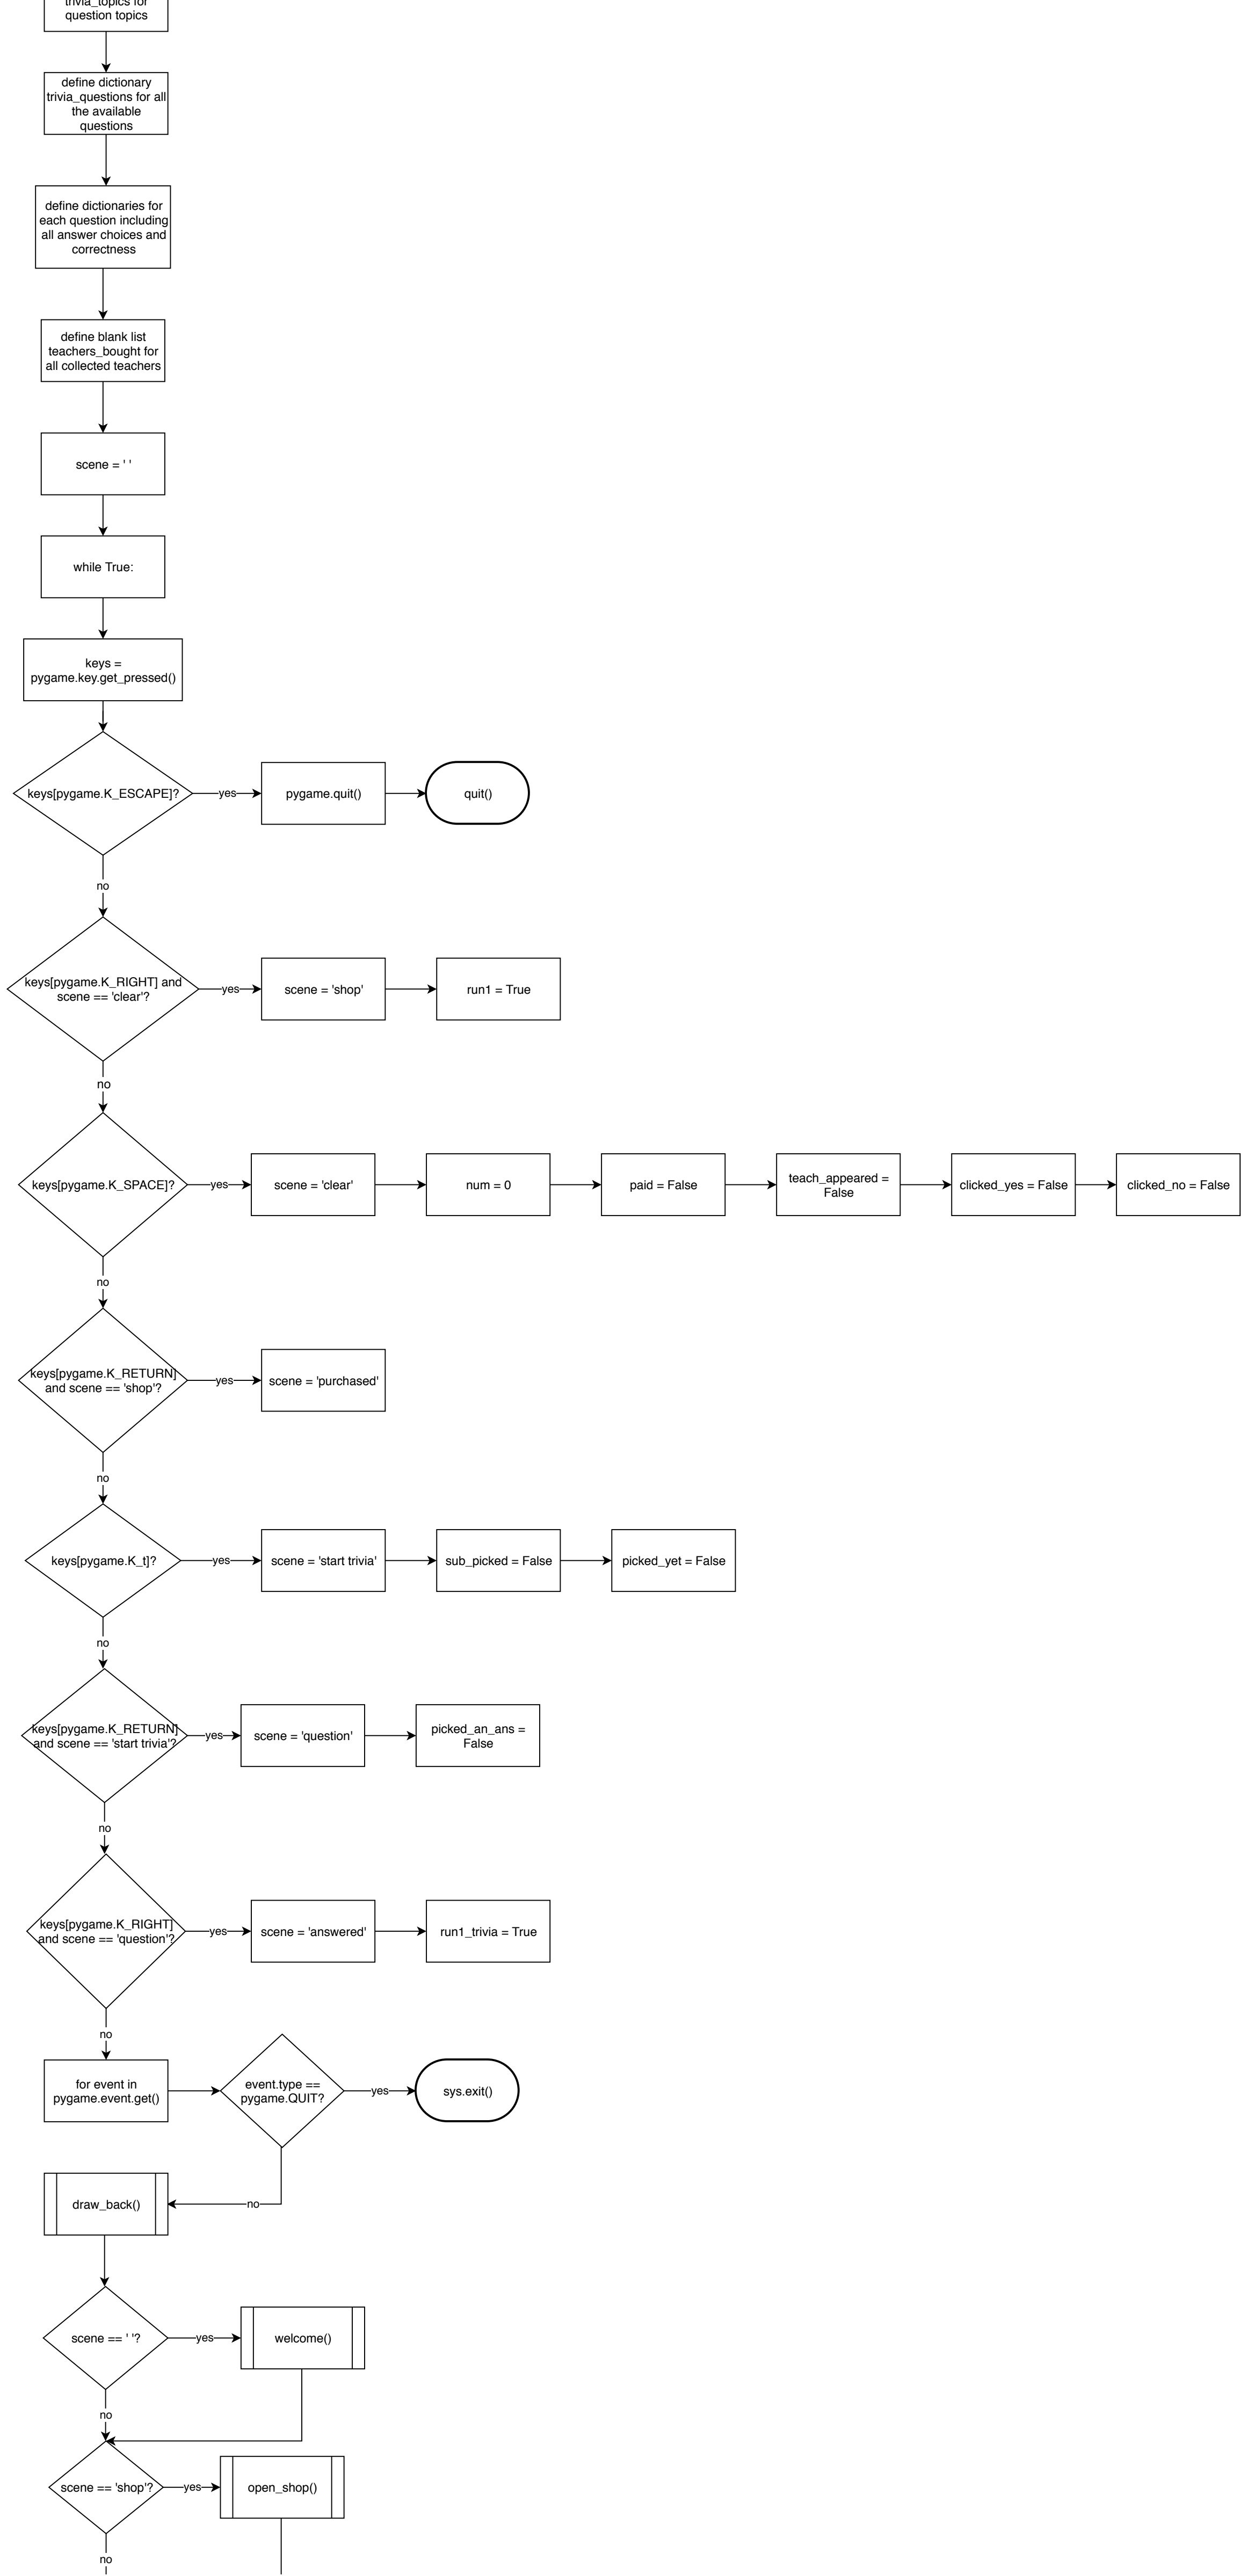 trivia_topics for
question topics
define dictionary
trivia_questions for all
the available
questions
define dictionaries for
each question including
all answer choices and
correctness
define blank list
teachers_bought for
all collected teachers
scene = ' '
while True:
keys =
pygame.key.get_pressed()
keys[pygame.K_ESCAPE]?
yes
pygame.quit()
quit()
no
keys[pygame.K_RIGHT] and
scene == 'clear'?
yes
scene = 'shop'
run1 = True
no
keys[pygame.K_SPACE]?
yes
scene = 'clear'
num = 0
paid = False
teach_appeared =
False
clicked_yes = False
clicked_no = False
no
keys[pygame.K_RETURN]
and scene == 'shop'?
yes
scene = 'purchased'
no
keys[pygame.K_t]?
yes
scene = 'start trivia'
sub_picked = False
picked_yet = False
no
keys[pygame.K_RETURN]
and scene == 'start trivia'?
yes
scene = 'question'
picked_an_ans =
False
no
keys[pygame.K_RIGHT]
and scene == 'question'?
yes
scene = 'answered'
run1_trivia = True
no
for event in
pygame.event.get()
event.type ==
pygame.QUIT?
yes
sys.exit()
no
draw_back()
scene == ' '?
yes
welcome()
no
scene == 'shop'?
yes
open_shop()
no